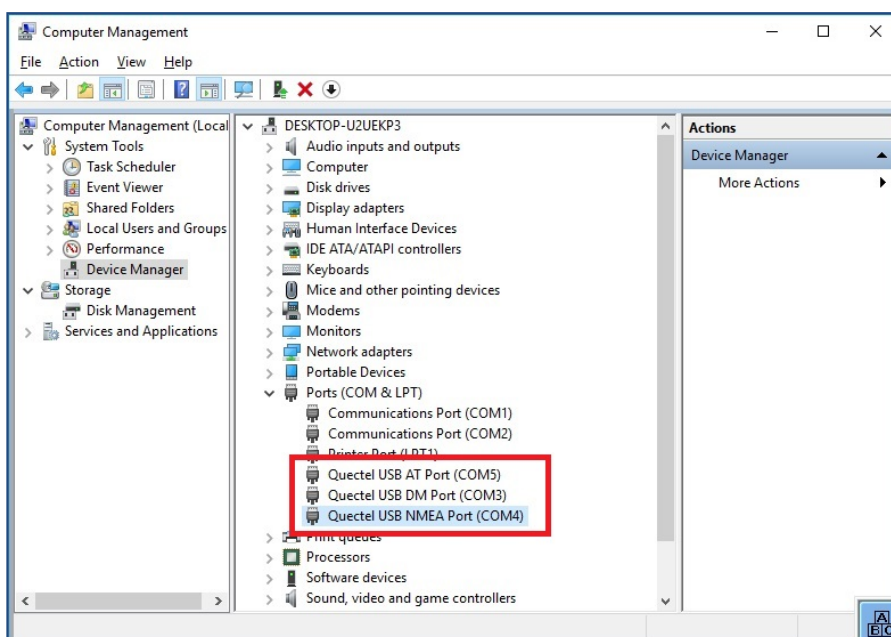 Computer Management
File Action View Help
Computer Management (Local
System Tools
Task Scheduler
Event Viewer
Shared Folders
Local Users and Groups
Performance
Device Manager
Storage
Disk Management
Services and Applications
DESKTOP-U2UEKP3
Audio inputs and outputs
Computer
Disk drives
Display adapters
Human Interface Devices
IDE ATA/ATAPI controllers
Keyboards
Mice and other pointing devices
Modems
Monitors
Network adapters
Portable Devices
Ports (COM & LPT)
Communications Port (COM1)
Communications Port (COM2)
Printer Port (LPT1)
Quectel USB AT Port (COM5)
Quectel USB DM Port (COM3)
Quectel USB NMEA Port (COM4)
Print queues
Processors
Software devices
Sound, video and game controllers
Actions
Device Manager
More Actions